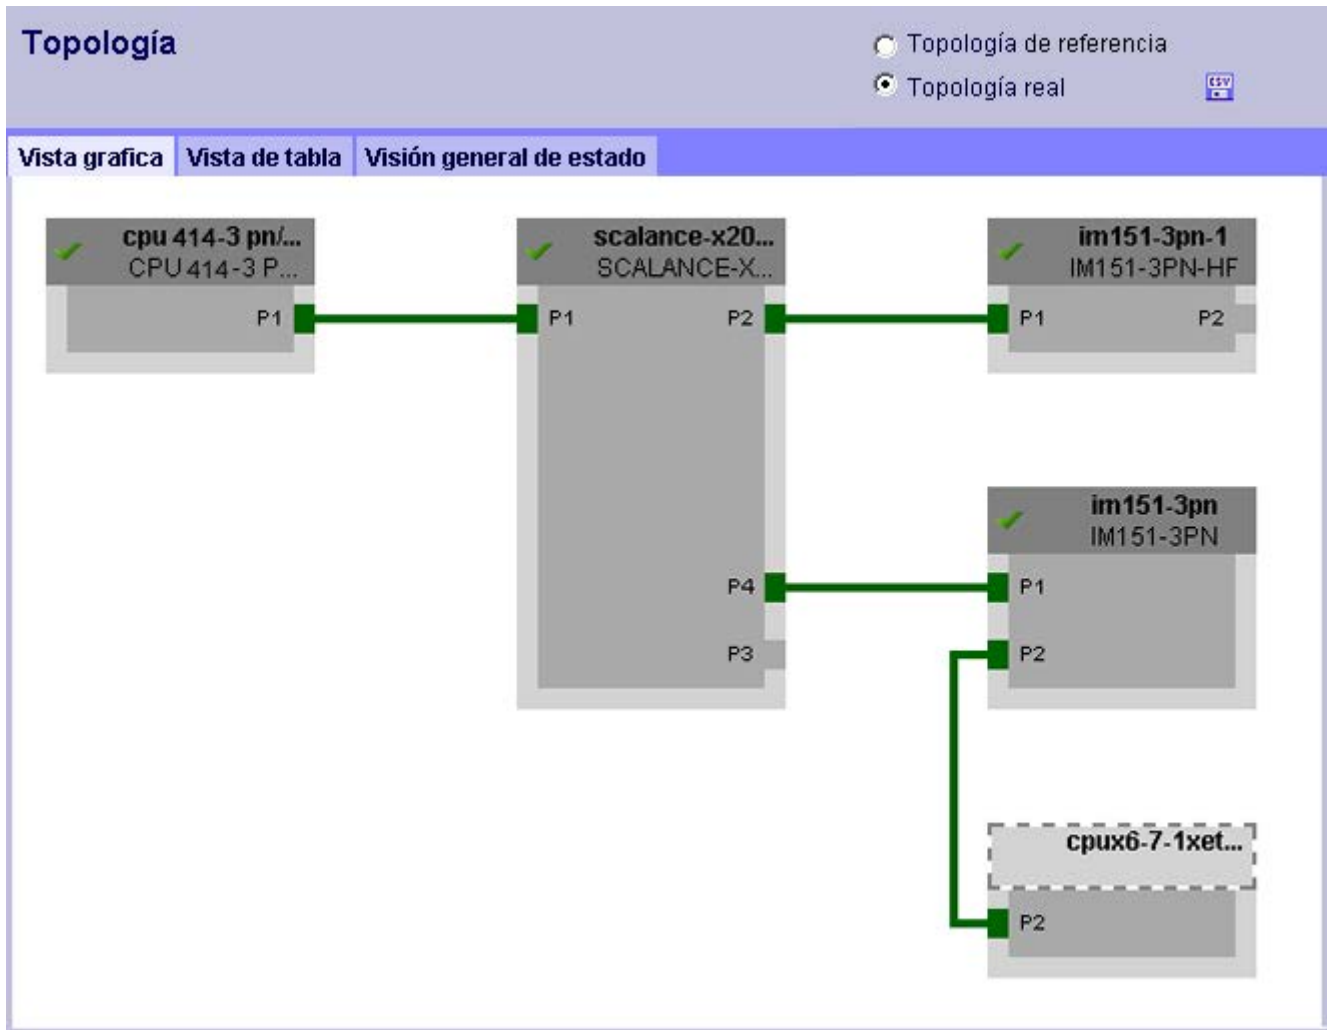 Topología
Topología de referencia
Topología real
CSV
Vista grafica
Vista de tabla
Visión general de estado
cpu 414-3 pn/...
CPU 414-3 P...
P1
scalance-x20...
SCALANCE-X...
P1
P2
P4
P3
im151-3pn-1
IM151-3PN-HF
P1
P2
im151-3pn
IM151-3PN
P1
P2
cpux6-7-1xet...
P2